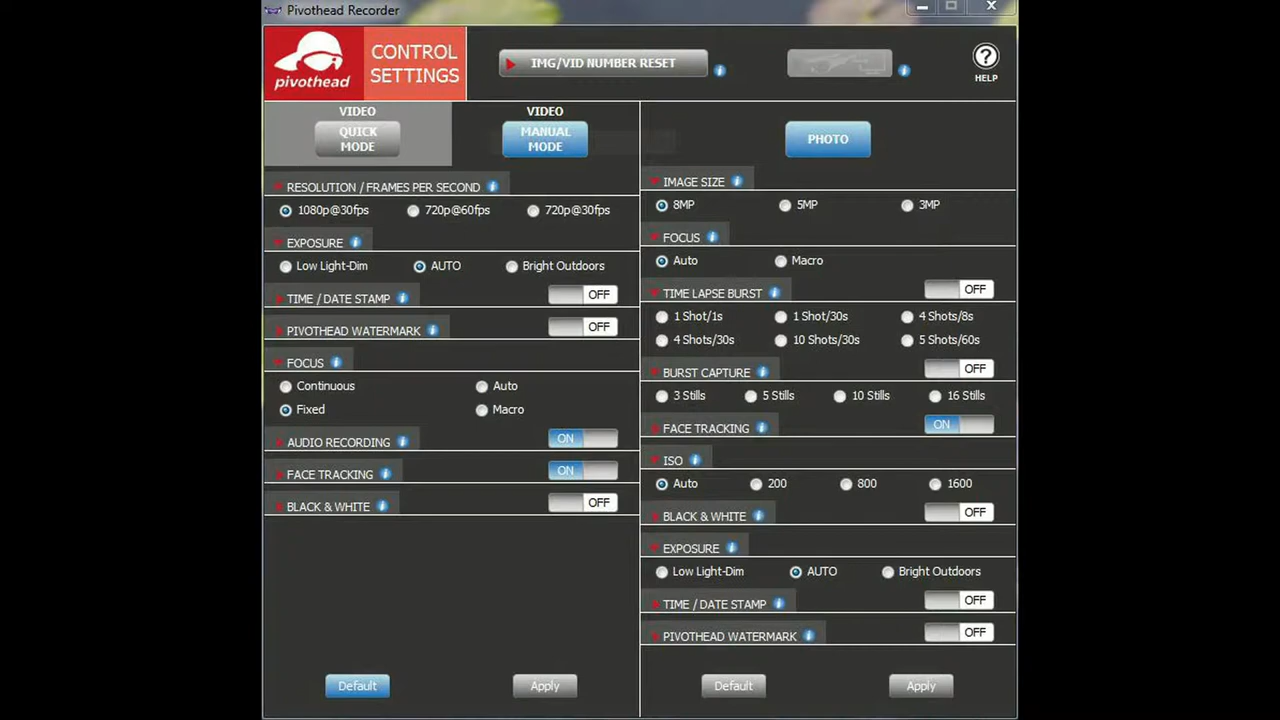 Pivothead Recorder
pivothead
CONTROL
SETTINGS
IMG/VID NUMBER RESET
HELP
VIDEO
QUICK
MODE
VIDEO
MANUAL
MODE
RESOLUTION / FRAMES PER SECOND
1080p@30fps 720p@60fps 720p@30fps
EXPOSURE
Low Light-Dim AUTO Bright Outdoors
TIME / DATE STAMP OFF
PIVOTHEAD WATERMARK OFF
FOCUS
Continuous Auto
Fixed Macro
AUDIO RECORDING ON
FACE TRACKING ON
BLACK & WHITE OFF
Default Apply
PHOTO
IMAGE SIZE
8MP 5MP 3MP
FOCUS
Auto Macro
TIME LAPSE BURST OFF
1 Shot/1s 1 Shot/30s 4 Shots/8s
4 Shots/30s 10 Shots/30s 5 Shots/60s
BURST CAPTURE OFF
3 Stills 5 Stills 10 Stills 16 Stills
FACE TRACKING ON
ISO
Auto 200 800 1600
BLACK & WHITE OFF
EXPOSURE
Low Light-Dim AUTO Bright Outdoors
TIME / DATE STAMP OFF
PIVOTHEAD WATERMARK OFF
Default Apply